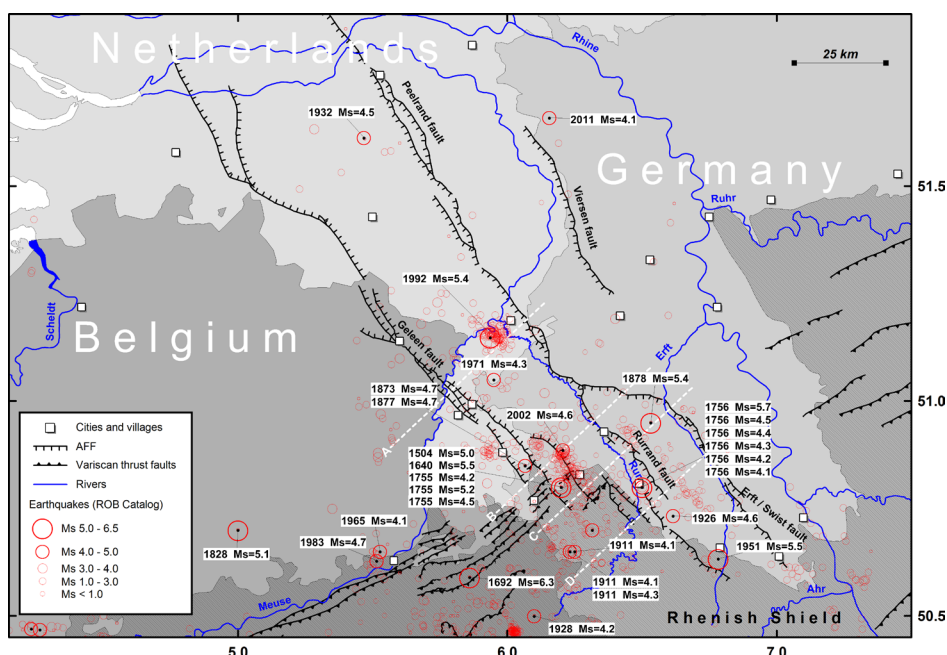 Netherlands
Rhine
25 km
Peelrand fault
1932 Ms=4.5
2011 Ms=4.1
Germany
51.5
Ruhr
Viersen fault
1992 Ms=5.4
Scheldt
Belgium
Geleen fault
Erft
1971 Ms=4.3
1878 Ms=5.4
1873 Ms=4.7
1877 Ms=4.7
51.0
2002 Ms=4.6
1756 Ms=5.7
1756 Ms=4.5
1756 Ms=4.4
1756 Ms=4.3
1756 Ms=4.2
1756 Ms=4.1
Cities and villages
AFF
Variscan thrust faults
Rivers
Earthquakes (ROB Catalog)
Ms 5.0 - 6.5
Ms 4.0 - 5.0
Ms 3.0 - 4.0
Ms 1.0 - 3.0
Ms < 1.0
A
1504 Ms=5.0
1640 Ms=5.5
1755 Ms=4.2
1755 Ms=5.2
1755 Ms=4.5
Rurrand fault
Erft / Swist fault
B
C
D
1965 Ms=4.1
1983 Ms=4.7
1926 Ms=4.6
1911 Ms=4.1
1951 Ms=5.5
1828 Ms=5.1
1911 Ms=4.1
1911 Ms=4.3
1692 Ms=6.3
Meuse
Ahr
Rhenish Shield
50.5
1928 Ms=4.2
5.0
6.0
7.0